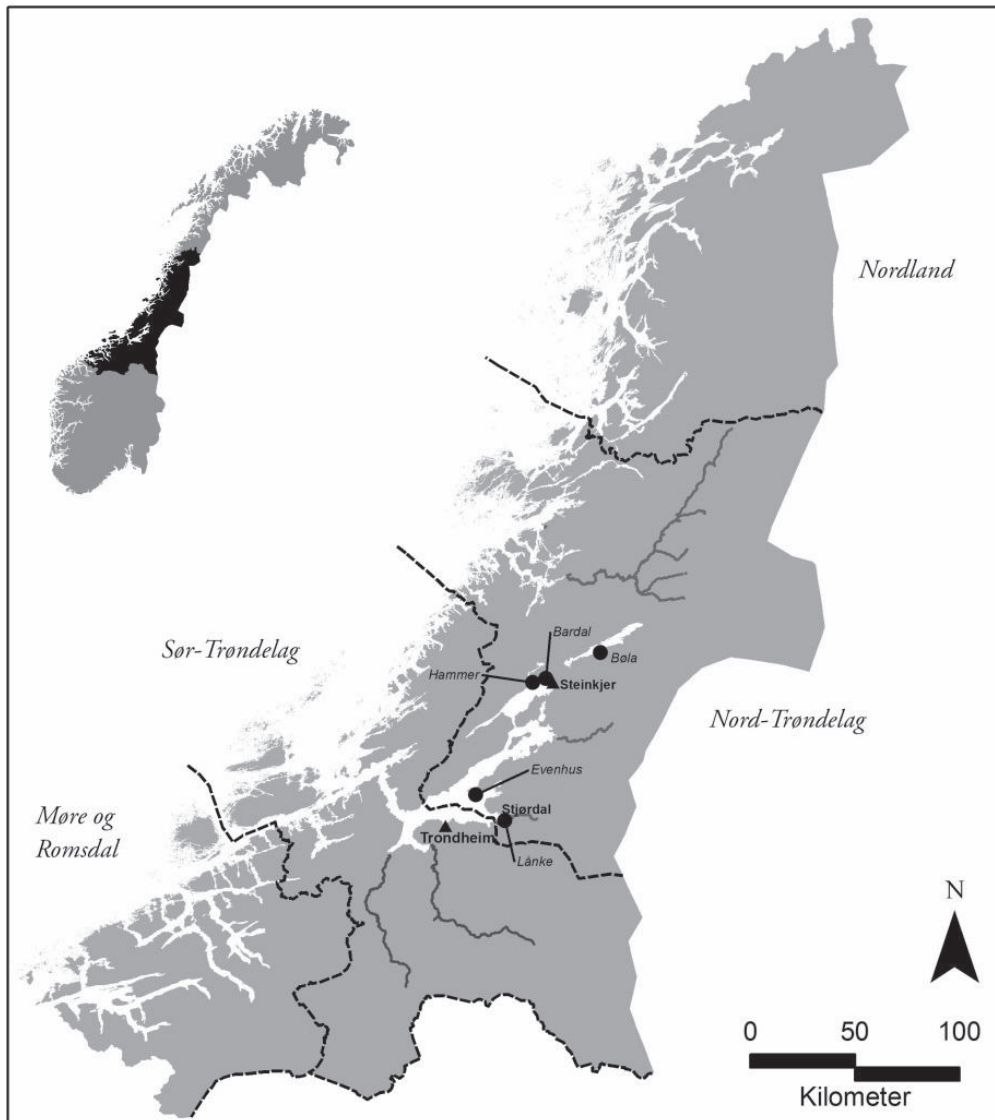 Nordland
Sør-Trøndelag
Bardal
Bøla
Hammer
Steinkjer
Nord-Trøndelag
Evenhus
Møre og
Romsdal
Stjørdal
Trondheim
Lånke
N
0 50 100
Kilometer